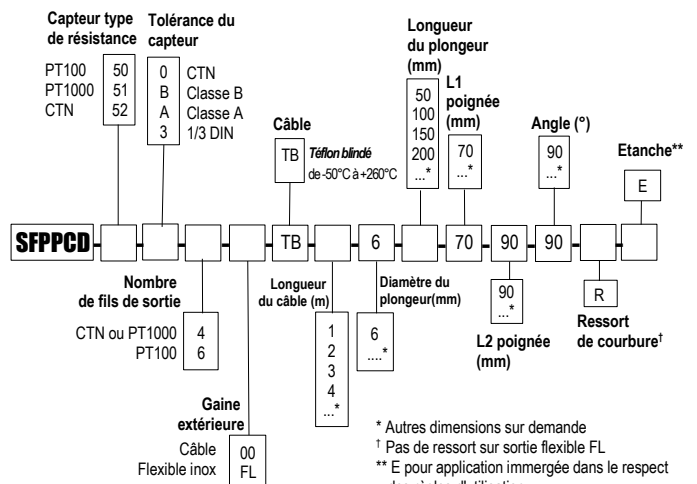 Capteur type
de résistance
PT100 50
PT1000 51
CTN 52
Tolérance du
capteur
0 CTN
B Classe B
A Classe A
3 1/3 DIN
Câble
TB Téflon blindé
de -50°C à +260°C
Longueur
du plongeur
(mm)
50
100
150
200
...*
L1
poignée
(mm)
70
...*
Angle (°)
90
...*
Etanche**
E
SFPPCD TB 6 70 90 90
Nombre
de fils de sortie
CTN ou PT1000 4
PT100 6
Gaine
extérieure
Câble 00
Flexible inox FL
Longueur
du câble (m)
1
2
3
4
...*
Diamètre du
plongeur(mm)
6
....*
90
...*
L2 poignée
(mm)
R
Ressort
de courbure†
* Autres dimensions sur demande
† Pas de ressort sur sortie flexible FL
** E pour application immergée dans le respect